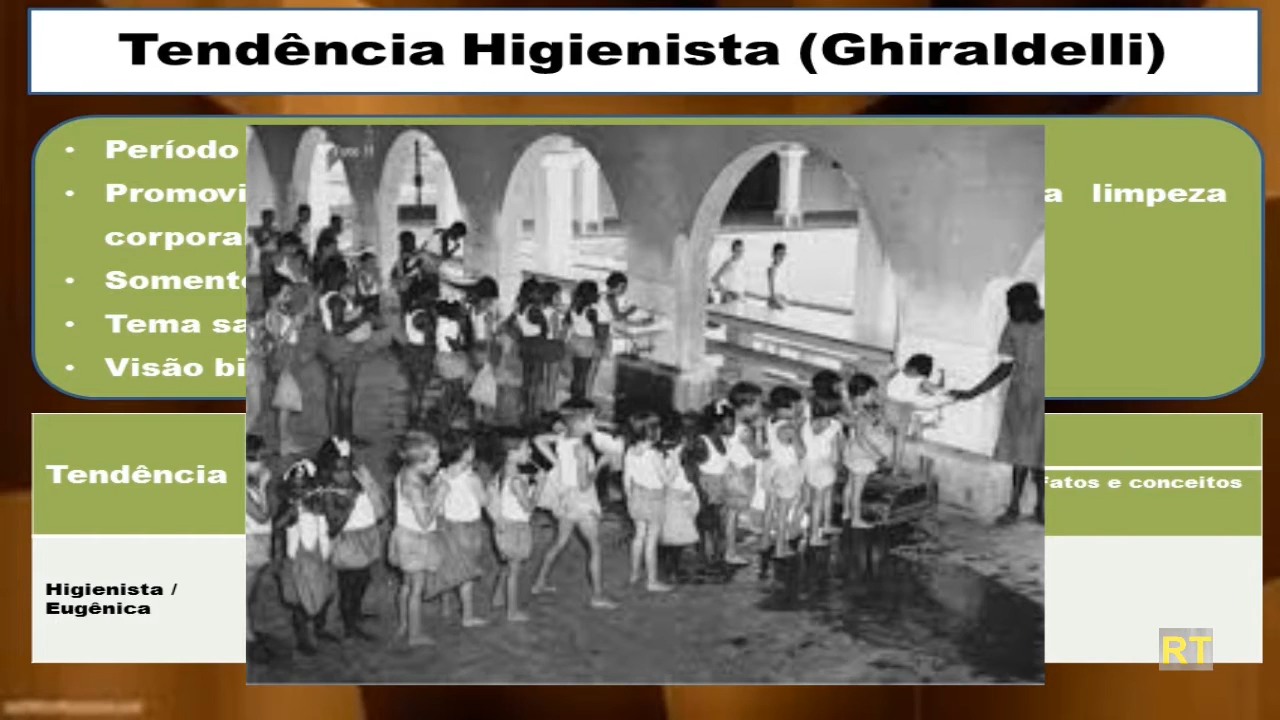 Tendência Higienista (Ghiraldelli)
• Período
• Promovi a limpeza
corpora
• Soment
• Tema sa
• Visão bi
Tendência
Fatos e conceitos
Higienista /
Eugênica
RT